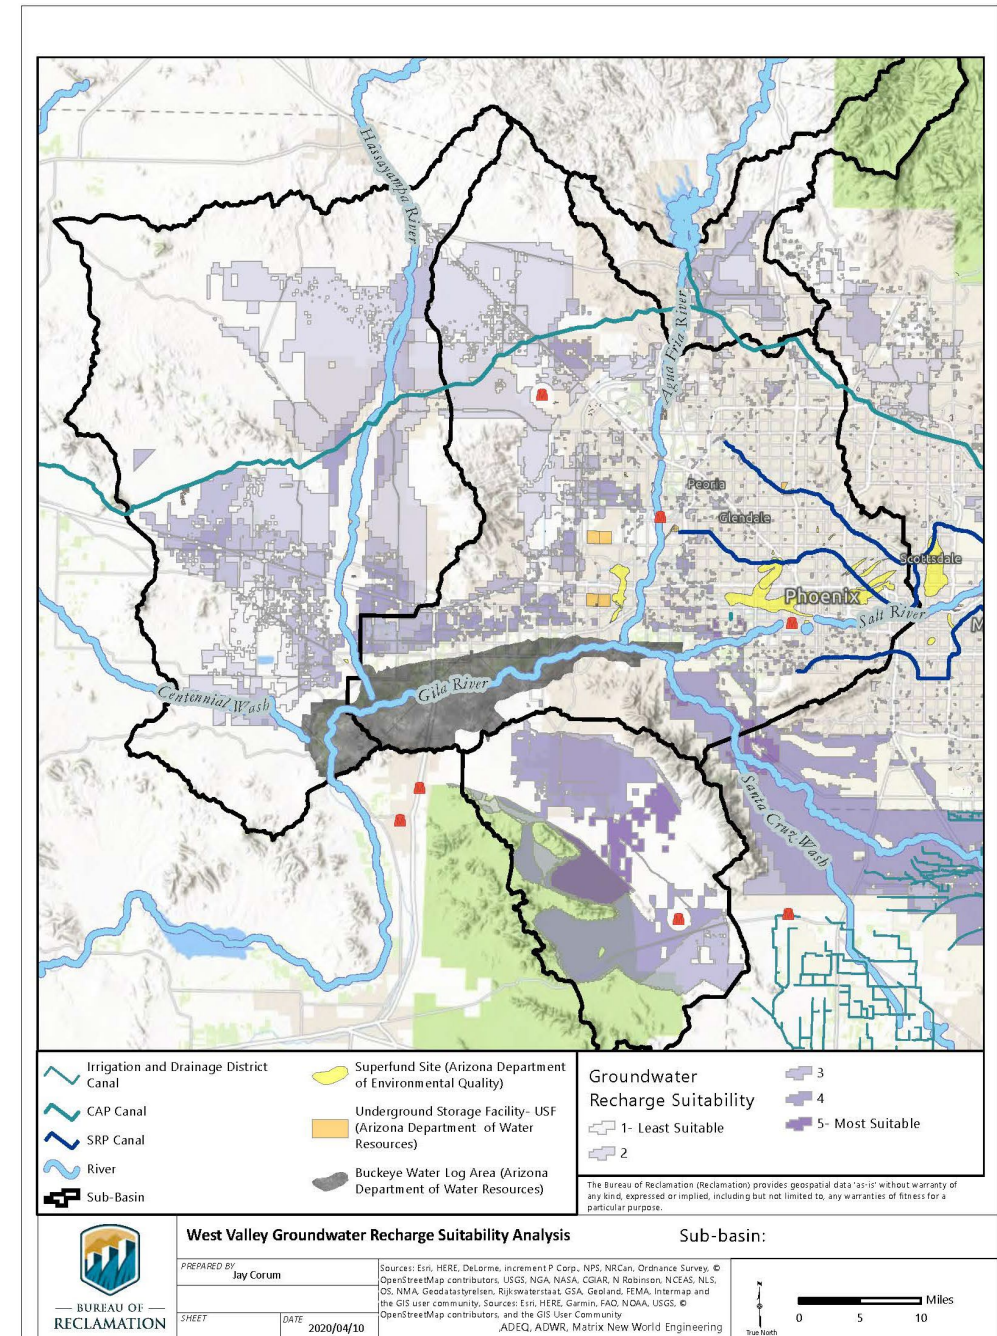 Hassayampa River
Agua Fria River
Peoria
Glendale
Scottsdale
Phoenix
Salt River
M
Gila River
Centennial Wash
Santa Cruz Wash
Irrigation and Drainage District
Canal
CAP Canal
SRP Canal
River
Sub-Basin
Superfund Site (Arizona Department
of Environmental Quality)
Underground Storage Facility- USF
(Arizona Department of Water
Resources)
Buckeye Water Log Area (Arizona
Department of Water Resources)
Groundwater
Recharge Suitability
1- Least Suitable
2
3
4
5- Most Suitable
The Bureau of Reclamation (Reclamation) provides geospatial data 'as-is' without warranty of
any kind, expressed or implied, including but not limited to, any warranties of fitness for a
particular purpose.
BUREAU OF
RECLAMATION
West Valley Groundwater Recharge Suitability Analysis
Sub-basin:
PREPARED BY
Jay Corum
SHEET
DATE
2020/04/10
Sources: Esri, HERE, DeLorme, increment P Corp., NPS, NRCan, Ordnance Survey, ©
OpenStreetMap contributors, USGS, NGA, NASA, CGIAR, N Robinson, NCEAS, NLS,
OS, NMA, Geodatastyrelsen, Rijkswaterstaat, GSA, Geoland, FEMA, Intermap and
the GIS user community, Sources: Esri, HERE, Garmin, FAO, NOAA, USGS, ©
OpenStreetMap contributors, and the GIS User Community
,ADEQ, ADWR, Matrix New World Engineering
N
True North
Miles
0 5 10